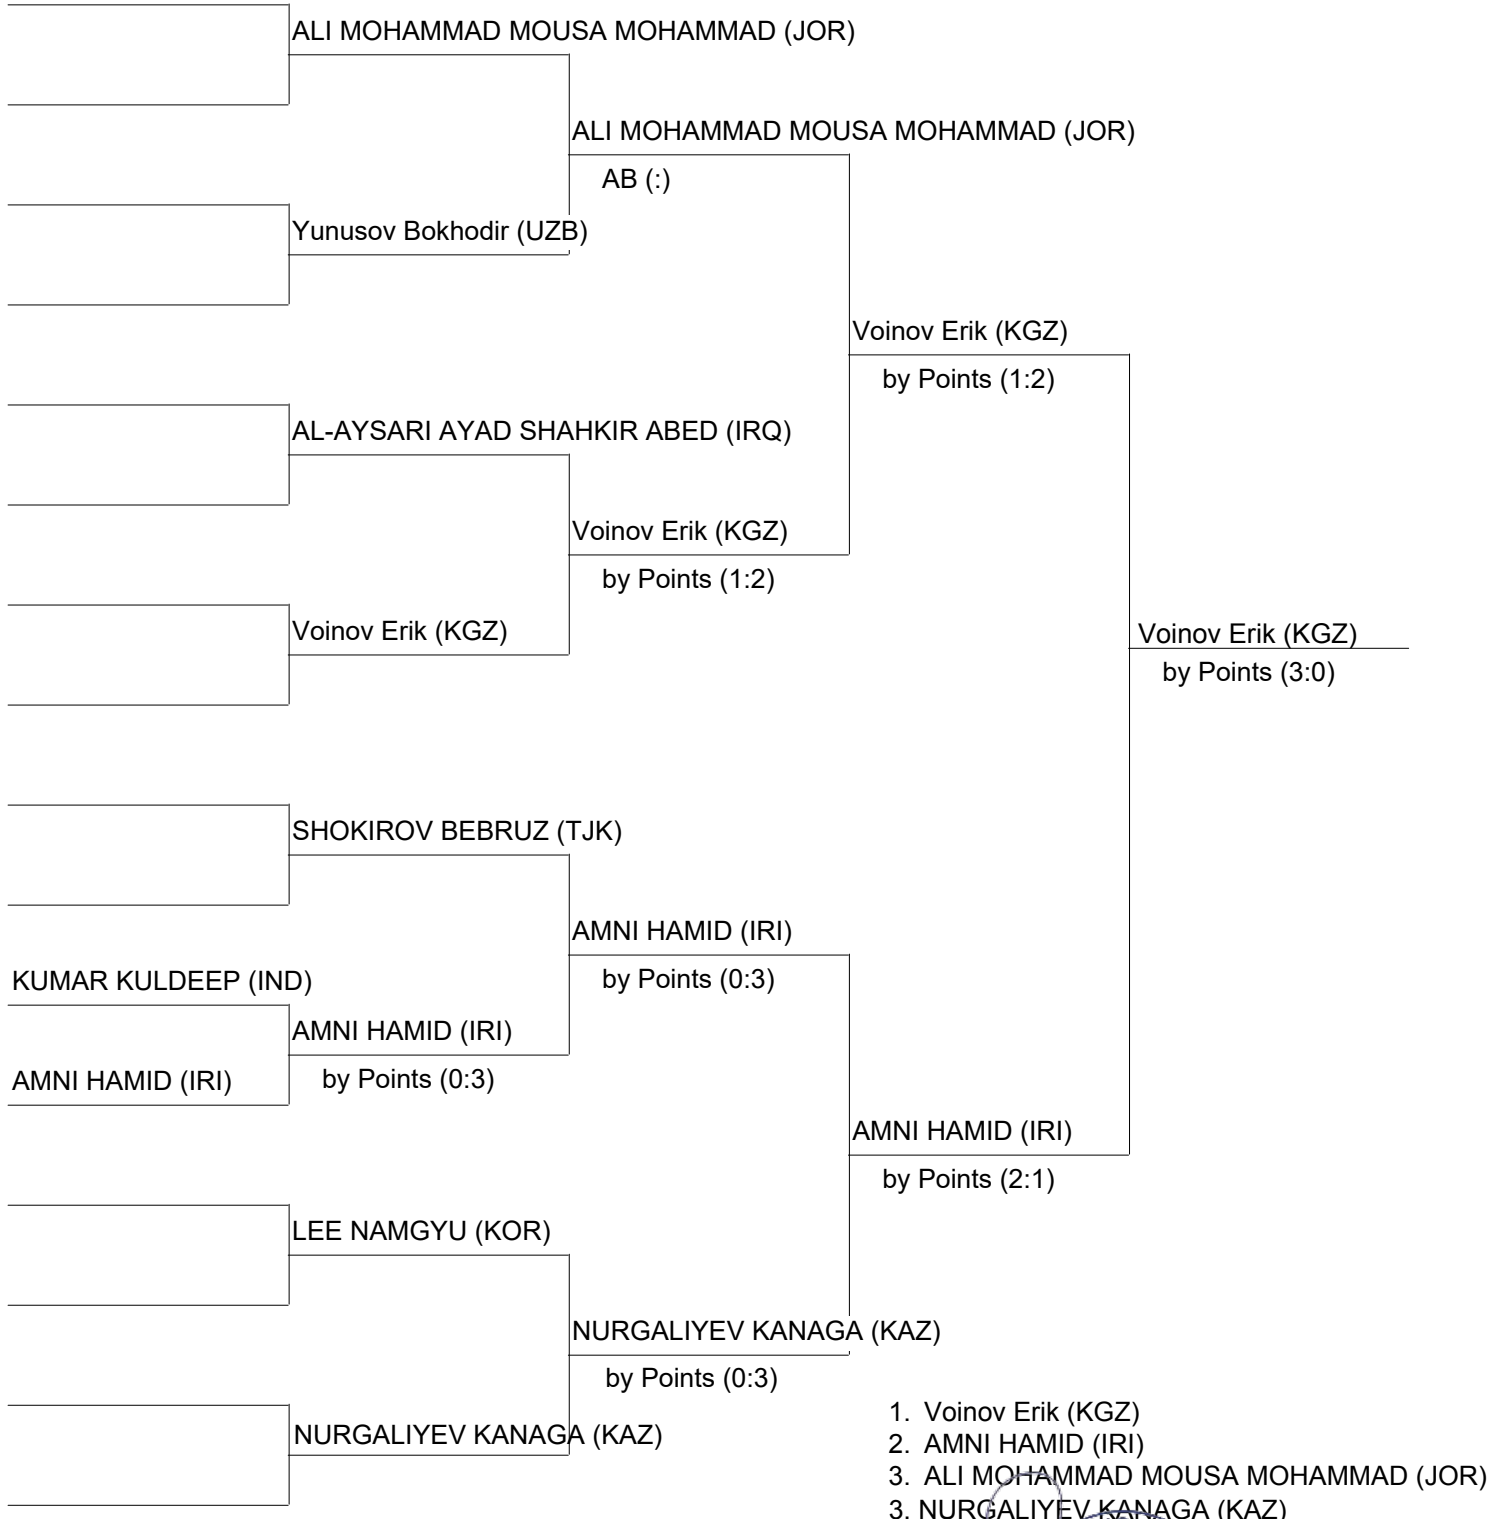 ALI MOHAMMAD MOUSA MOHAMMAD (JOR)
ALI MOHAMMAD MOUSA MOHAMMAD (JOR)
AB (:)
Yunusov Bokhodir (UZB)
Voinov Erik (KGZ)
by Points (1:2)
AL-AYSARI AYAD SHAHKIR ABED (IRQ)
Voinov Erik (KGZ)
by Points (1:2)
Voinov Erik (KGZ)
Voinov Erik (KGZ)
by Points (3:0)
SHOKIROV BEBRUZ (TJK)
AMNI HAMID (IRI)
by Points (0:3)
KUMAR KULDEEP (IND)
AMNI HAMID (IRI)
by Points (0:3)
AMNI HAMID (IRI)
AMNI HAMID (IRI)
by Points (2:1)
LEE NAMGYU (KOR)
NURGALIYEV KANAGA (KAZ)
by Points (0:3)
NURGALIYEV KANAGA (KAZ)
1. Voinov Erik (KGZ)
2. AMNI HAMID (IRI)
3. ALI MOHAMMAD MOUSA MOHAMMAD (JOR)
3. NURGALIYEV KANAGA (KAZ)